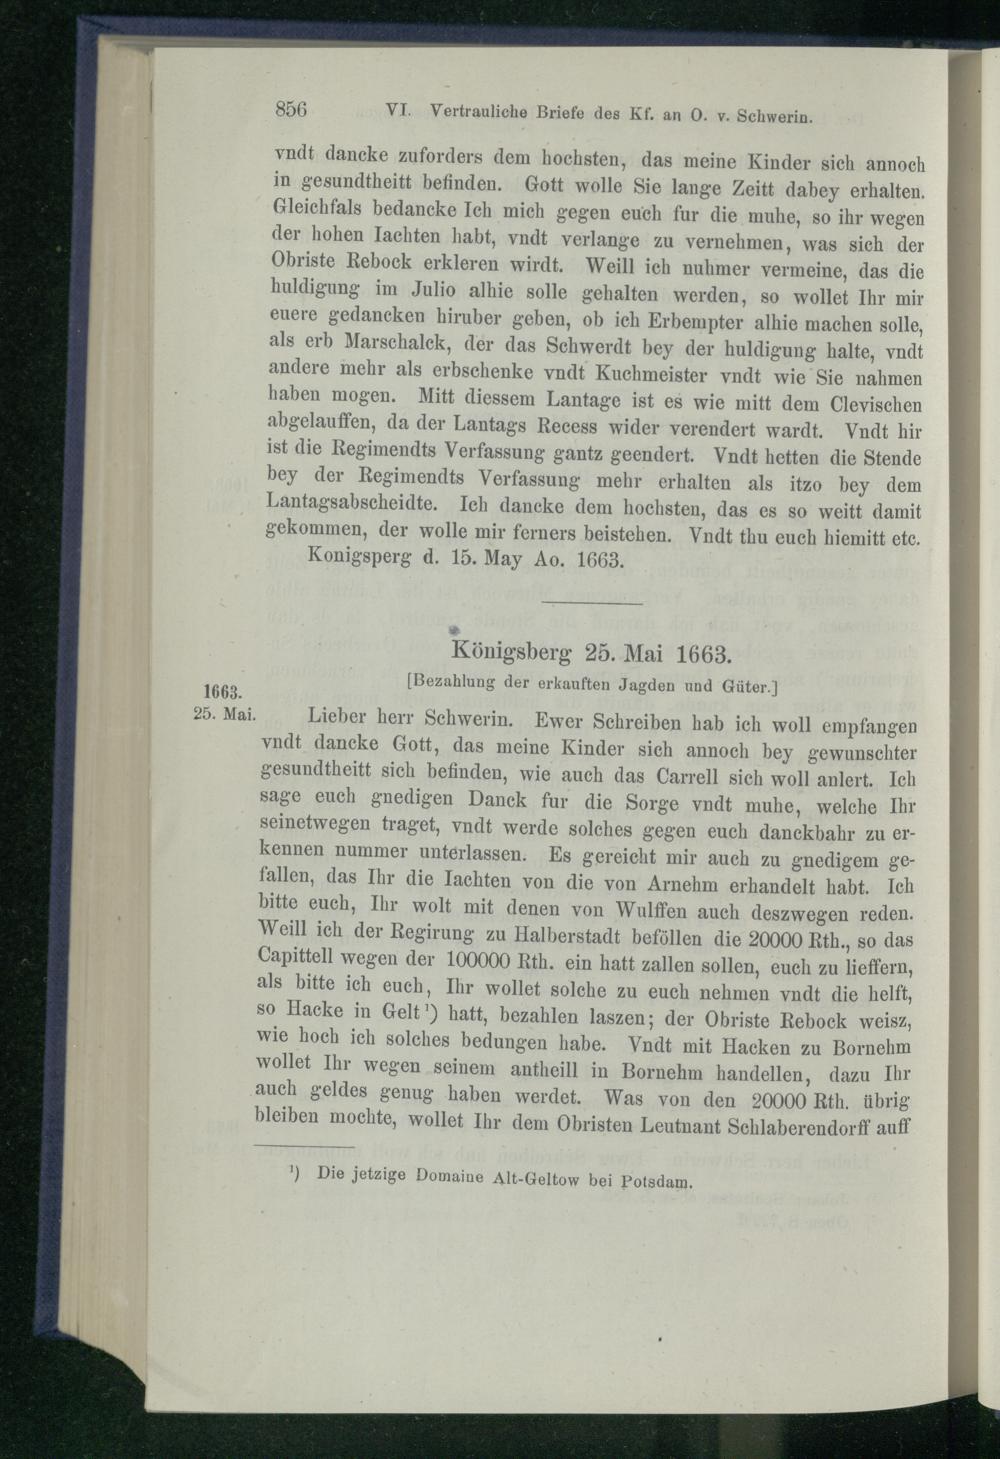 856 VI. Vertrauliche Briefe des Kf. an O. v. Schwerin.
vndt dancke zuforders dem hochsten, das meine Kinder sich annoch
in gesundtheitt befinden. Gott wolle Sie lange Zeitt dabey erhalten.
Gleichfals bedancke Ich mich gegen euch fur die muhe, so ihr wegen
der hohen Iachten habt, vndt verlange zu vernehmen, was sich der
Obriste Rebock erkleren wirdt. Weill ich nuhmer vermeine, das die
huldigung im Julio alhie solle gehalten werden, so wollet Ihr mir
euere gedancken hiruber geben, ob ich Erbempter alhie machen solle,
als erb Marschalck, der das Schwerdt bey der huldigung halte, vndt
andere mehr als erbschenke vndt Kuchmeister vndt wie Sie nahmen
haben mogen. Mitt diessem Lantage ist es wie mitt dem Clevischen
abgelauffen, da der Lantags Recess wider verendert wardt. Vndt hir
ist die Regimendts Verfassung gantz geendert. Vndt hetten die Stende
bey der Regimendts Verfassung mehr erhalten als itzo bey dem
Lantagsabscheidte. Ich dancke dem hochsten, das es so weitt damit
gekommen, der wolle mir ferners beistehen. Vndt thu euch hiemitt etc.
Konigsperg d. 15. May Ao. 1663.
Königsberg 25. Mai 1663.
[Bezahlung der erkauften Jagden und Güter.]
1663.
25. Mai. Lieber herr Schwerin. Ewer Schreiben hab ich woll empfangen
vndt dancke Gott, das meine Kinder sich annoch bey gewunschter
gesundtheitt sich befinden, wie auch das Carrell sich woll anlert. Ich
sage euch gnedigen Danck fur die Sorge vndt muhe, welche Ihr
seinetwegen traget, vndt werde solches gegen euch danckbahr zu er-
kennen nummer unterlassen. Es gereicht mir auch zu gnedigem ge-
fallen, das Ihr die Iachten von die von Arnehm erhandelt habt. Ich
bitte euch, Ihr wolt mit denen von Wulffen auch deszwegen reden.
Weill ich der Regirung zu Halberstadt beföllen die 20000 Rth., so das
Capittell wegen der 100000 Rth. ein hatt zallen sollen, euch zu lieffern,
als bitte ich euch, Ihr wollet solche zu euch nehmen vndt die helft,
so Hacke in Gelt¹) hatt, bezahlen laszen; der Obriste Rebock weisz,
wie hoch ich solches bedungen habe. Vndt mit Hacken zu Bornehm
wollet Ihr wegen seinem antheill in Bornehm handellen, dazu Ihr
auch geldes genug haben werdet. Was von den 20000 Rth. übrig
bleiben mochte, wollet Ihr dem Obristen Leutnant Schlaberendorff auff
¹) Die jetzige Domaine Alt-Geltow bei Potsdam.